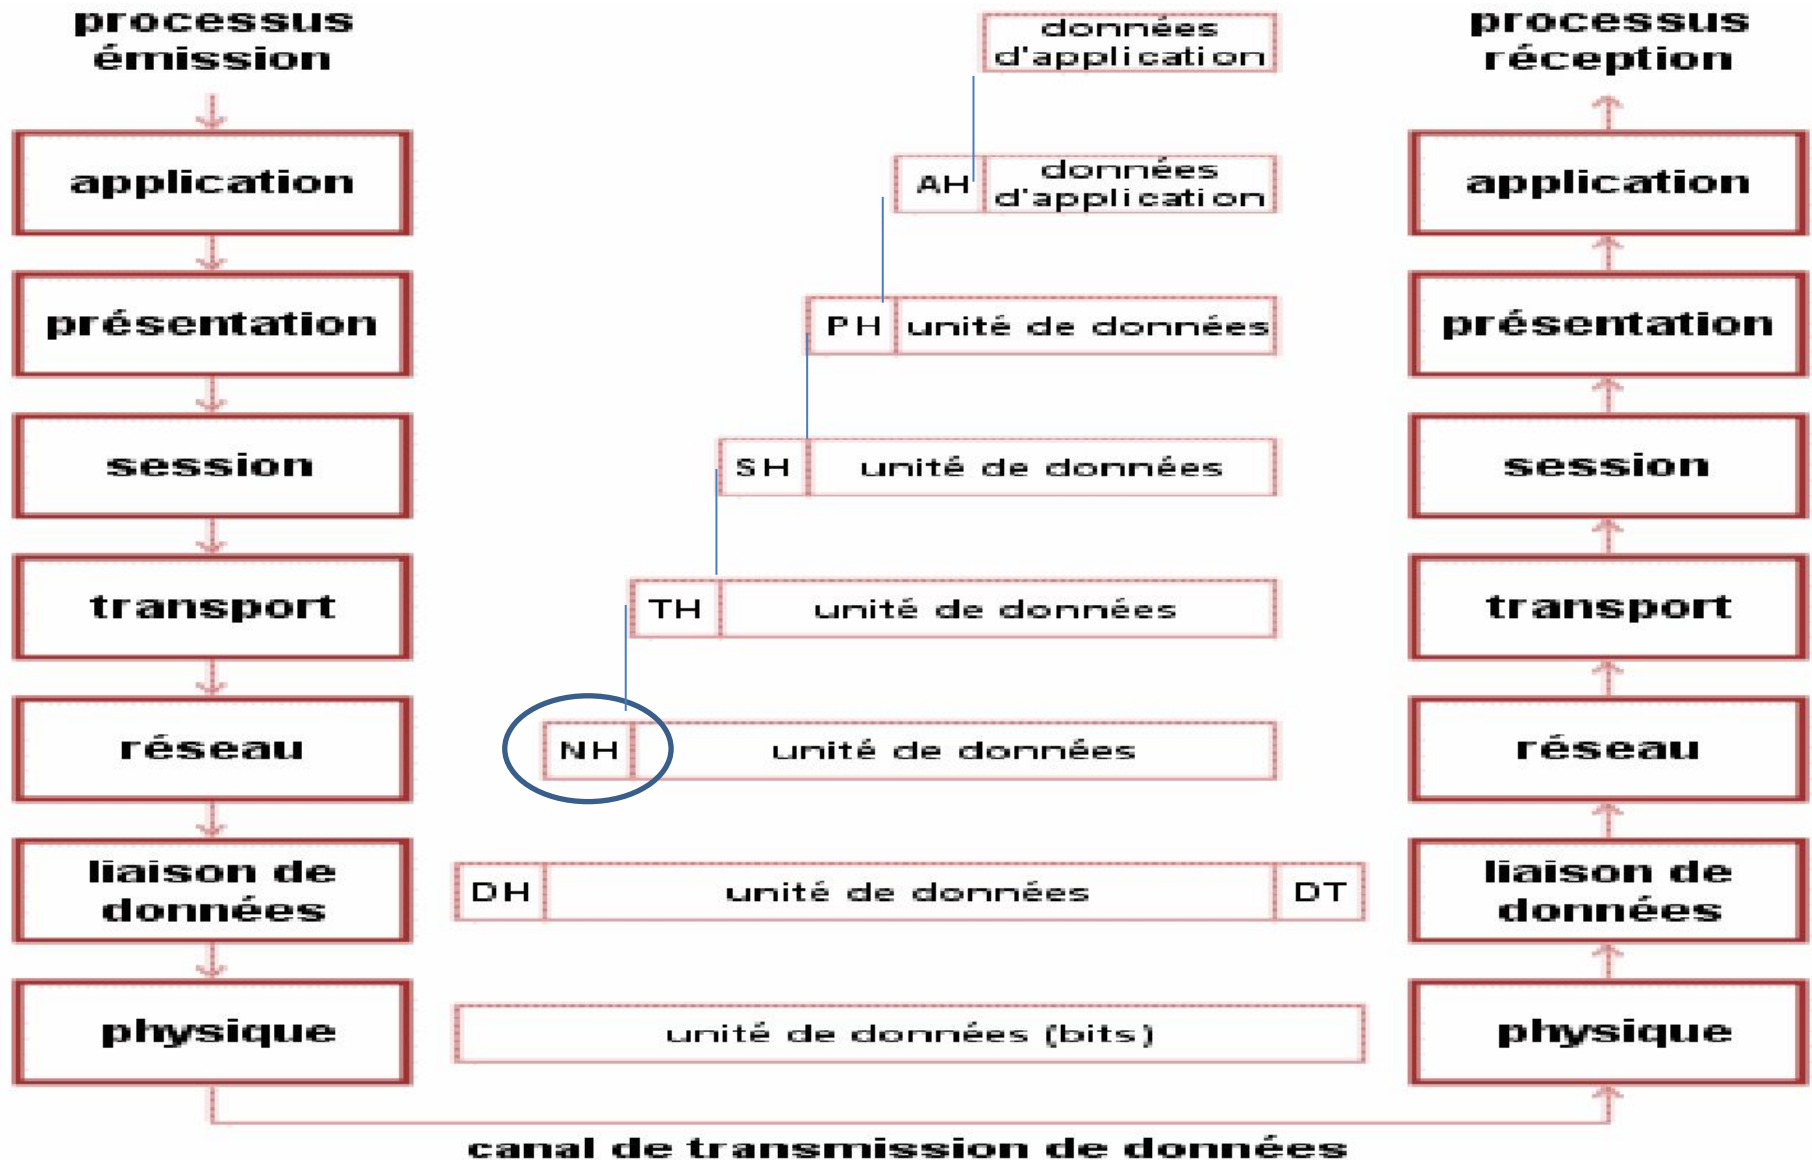 processus
émission
application
présentation
session
transport
réseau
liaison de
données
physique
données
d'application
AH
données
d'application
PH
unité de données
SH
unité de données
TH
unité de données
NH
unité de données
DH
unité de données
DT
unité de données (bits)
processus
réception
application
présentation
session
transport
réseau
liaison de
données
physique
canal de transmission de données